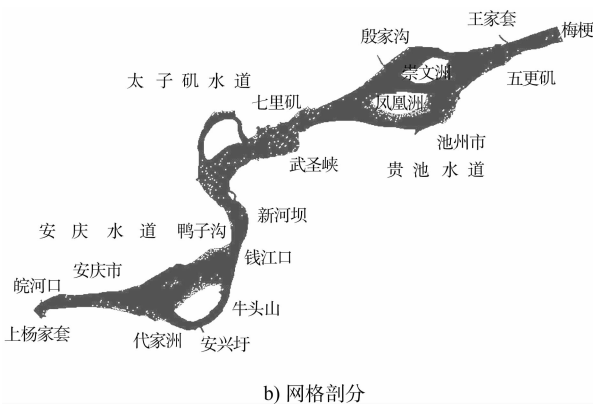 王家套
梅梗
殷家沟
崇文洲
五更矶
太子矶水道
七里矶
凤凰洲
池州市
武圣峡
贵池水道
新河坝
安庆水道
鸭子沟
钱江口
安庆市
皖河口
牛头山
上杨家套
代家洲
安兴圩
b) 网格剖分